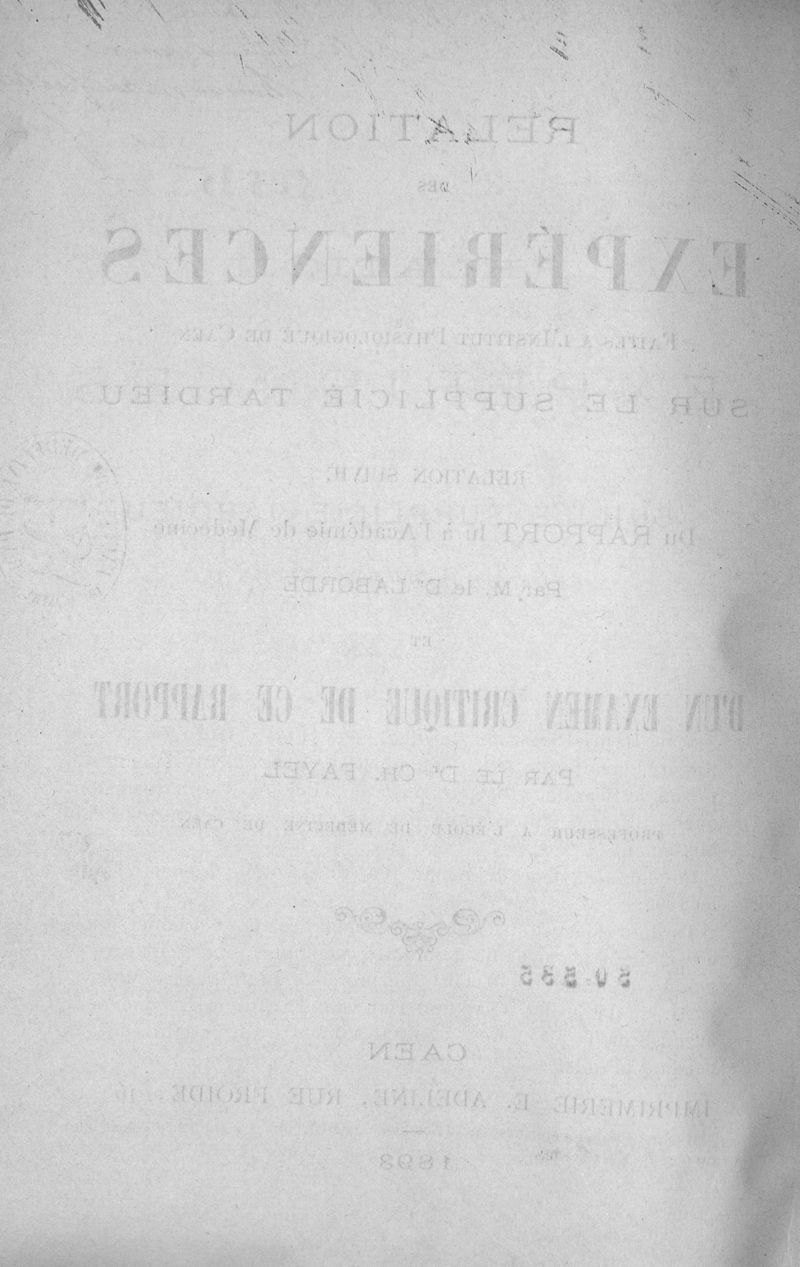 RELATION
DES
EXPÉRIENCES
FAITES A L'INSTITUT PHYSIOLOGIQUE DE CAEN
SUR LE SUPPLICIÉ TARDIEU
RELATION SUIVIE
Du RAPPORT lu à l'Académie de Médecine
Par M. le Dr LABORDE
ET
D'UN EXAMEN CRITIQUE DE CE RAPPORT
PAR LE Dr CH. FAYEL
PROFESSEUR A L'ÉCOLE DE MÉDECINE DE CAEN
CAEN
IMPRIMERIE E. ADELINE, RUE FROIDE, 16
1893